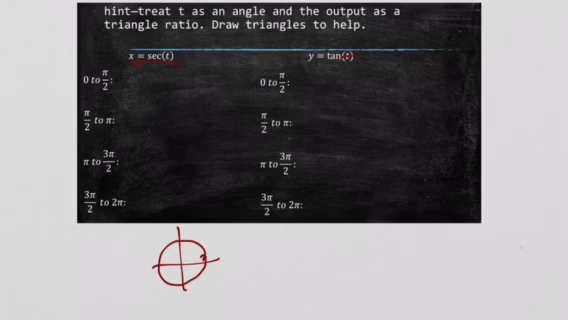 hint—treat t as an angle and the output as a
triangle ratio. Draw triangles to help.
x = sec(t) y = tan(t)
0 to π/2: 0 to π/2:
π/2 to π: π/2 to π:
π to 3π/2: π to 3π/2:
3π/2 to 2π: 3π/2 to 2π: